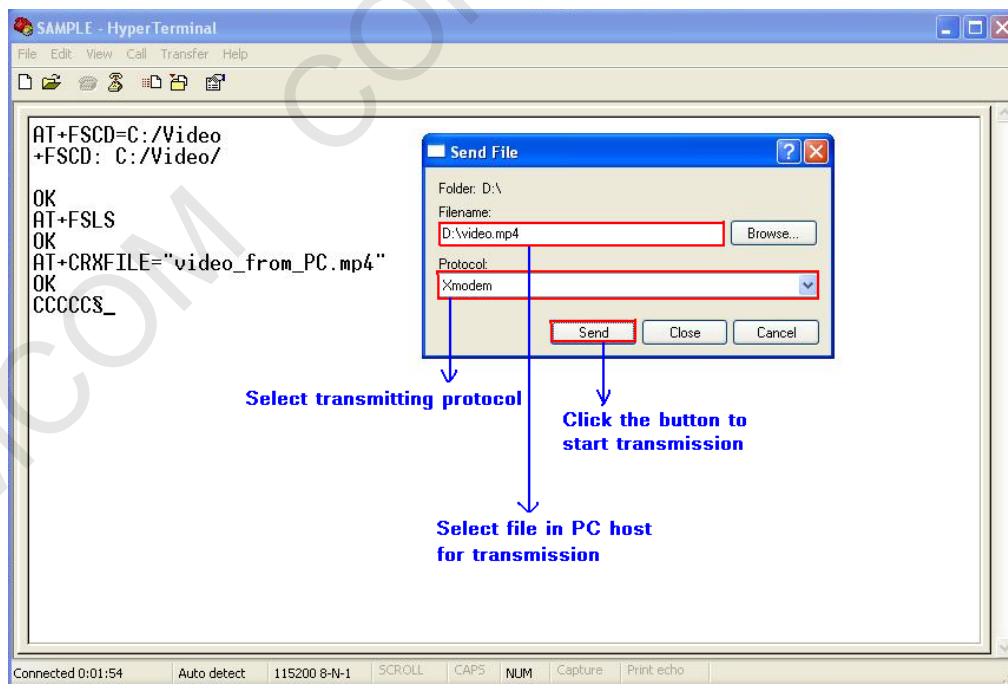 SAMPLE - HyperTerminal
File Edit View Call Transfer Help
AT+FSCD=C:/Video
+FSCD: C:/Video/
OK
AT+FSLS
OK
AT+CRXFILE="video_from_PC.mp4"
OK
CCCCC§_
Send File
Folder: D:\
Filename:
D:\video.mp4
Browse...
Protocol:
Xmodem
Send Close Cancel
Select transmitting protocol
Click the button to
start transmission
Select file in PC host
for transmission
Connected 0:01:54 Auto detect 115200 8-N-1 SCROLL CAPS NUM Capture Print echo